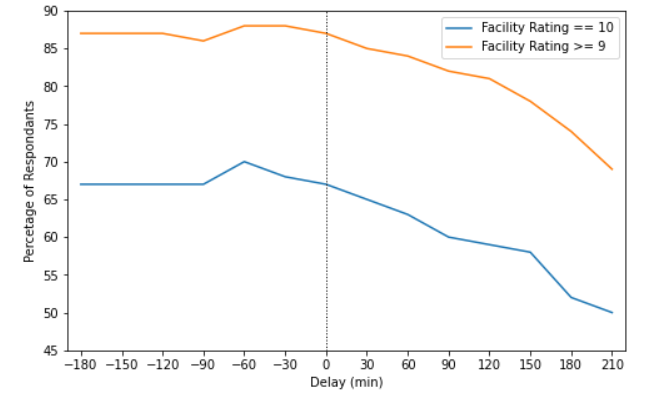 90
85
80
75
70
65
60
55
50
45
Percetage of Respondants
Facility Rating == 10
Facility Rating >= 9
−180 −150 −120 −90 −60 −30 0 30 60 90 120 150 180 210
Delay (min)